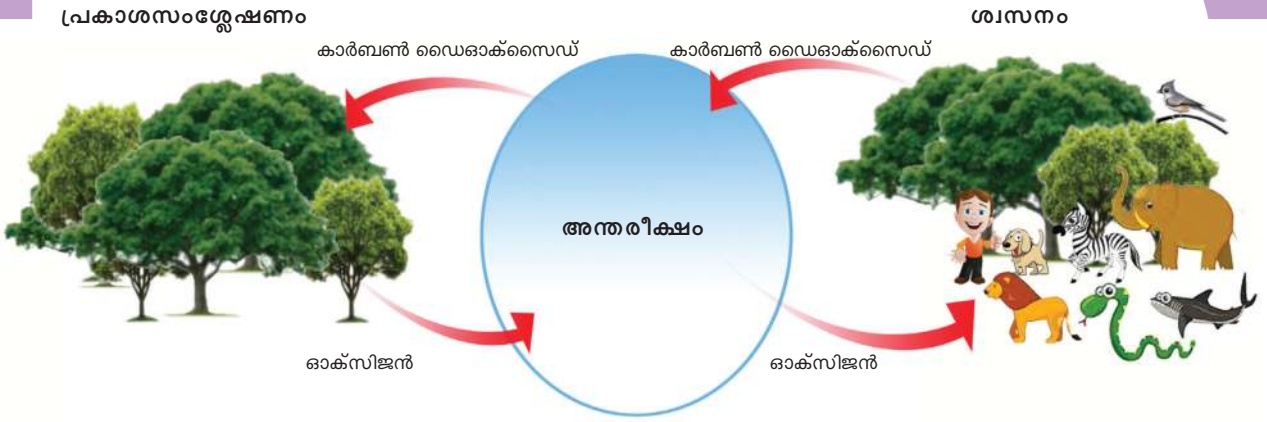 പ്രകാശസംശ്ലേഷണം
ശ്വസനം
കാർബൺ ഡൈഓക്സൈഡ്
കാർബൺ ഡൈഓക്സൈഡ്
അന്തരീക്ഷം
ഓക്സിജൻ
ഓക്സിജൻ